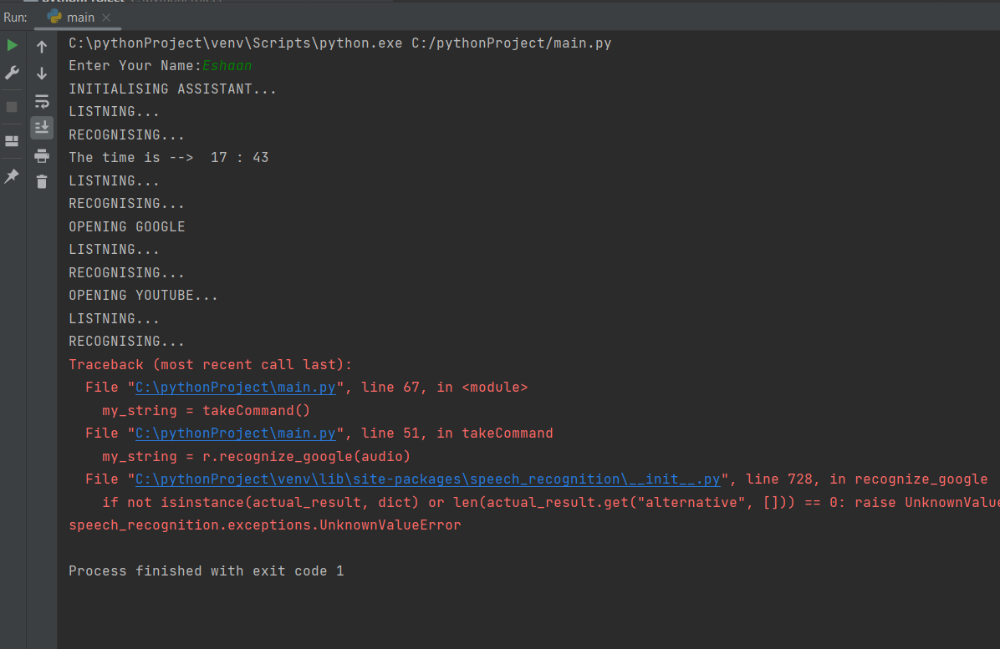 pythonProject C:\pythonProject
Run: main
C:\pythonProject\venv\Scripts\python.exe C:/pythonProject/main.py
Enter Your Name:Eshaan
INITIALISING ASSISTANT...
LISTNING...
RECOGNISING...
The time is -->  17 : 43
LISTNING...
RECOGNISING...
OPENING GOOGLE
LISTNING...
RECOGNISING...
OPENING YOUTUBE...
LISTNING...
RECOGNISING...
Traceback (most recent call last):
  File "C:\pythonProject\main.py", line 67, in <module>
    my_string = takeCommand()
  File "C:\pythonProject\main.py", line 51, in takeCommand
    my_string = r.recognize_google(audio)
  File "C:\pythonProject\venv\lib\site-packages\speech_recognition\__init__.py", line 728, in recognize_google
    if not isinstance(actual_result, dict) or len(actual_result.get("alternative", [])) == 0: raise UnknownValue
speech_recognition.exceptions.UnknownValueError
Process finished with exit code 1